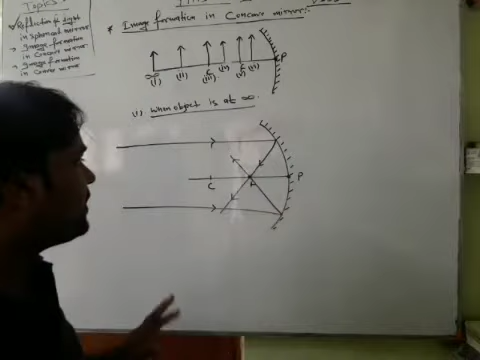 Topics
Reflection of light
in spherical mirror
Image formation
in Concave mirror
Image formation
in Convex mirror
* Image formation in Concave mirror:-
∞ C F P
(i) (ii) (iii) (iv) (v) (vi)
(i) When object is at ∞.
C F P